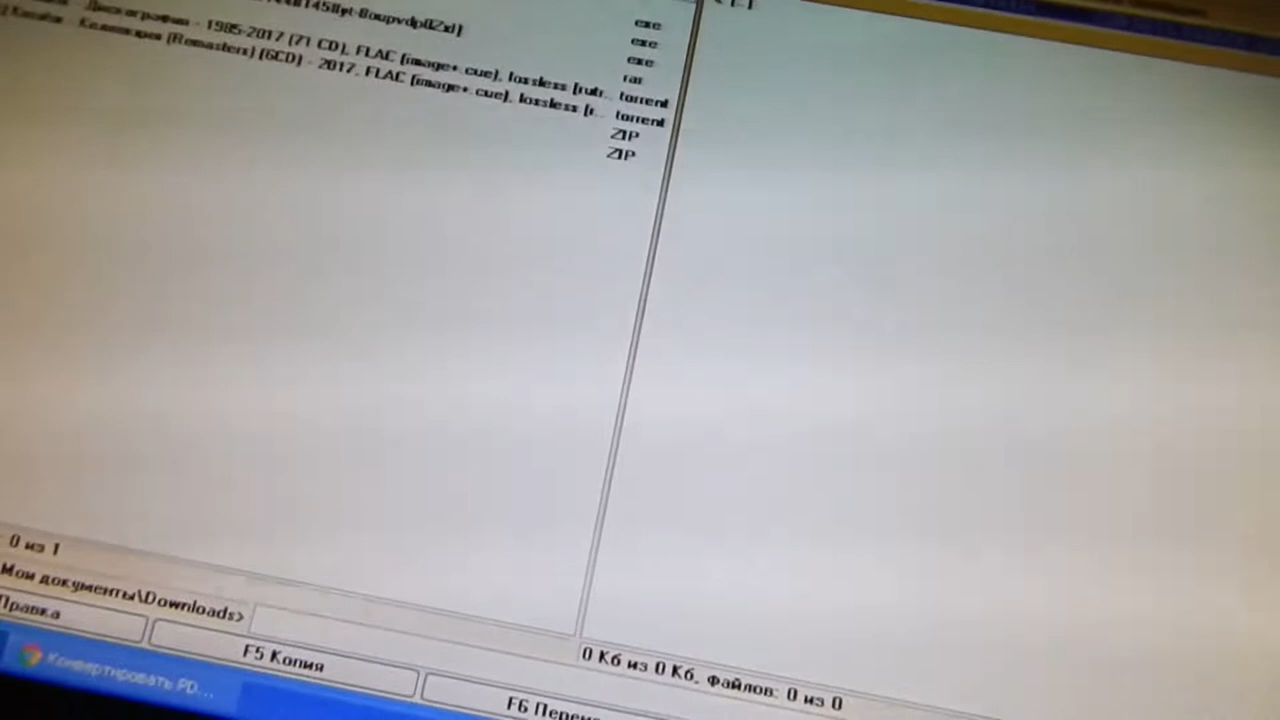 exe
exe
exe
rar
Дискография - 1985-2017 (71 CD), FLAC (image+.cue), lossless [rutr... torrent
(Remasters) (6CD) - 2017, FLAC (image+.cue), lossless [r... torrent
ZIP
ZIP
0 из 1
0 Кб из 0 Кб, файлов: 0 из 0
Мои документы\Downloads>
Правка
F5 Копия
F6 Переме
Конвертировать PD...